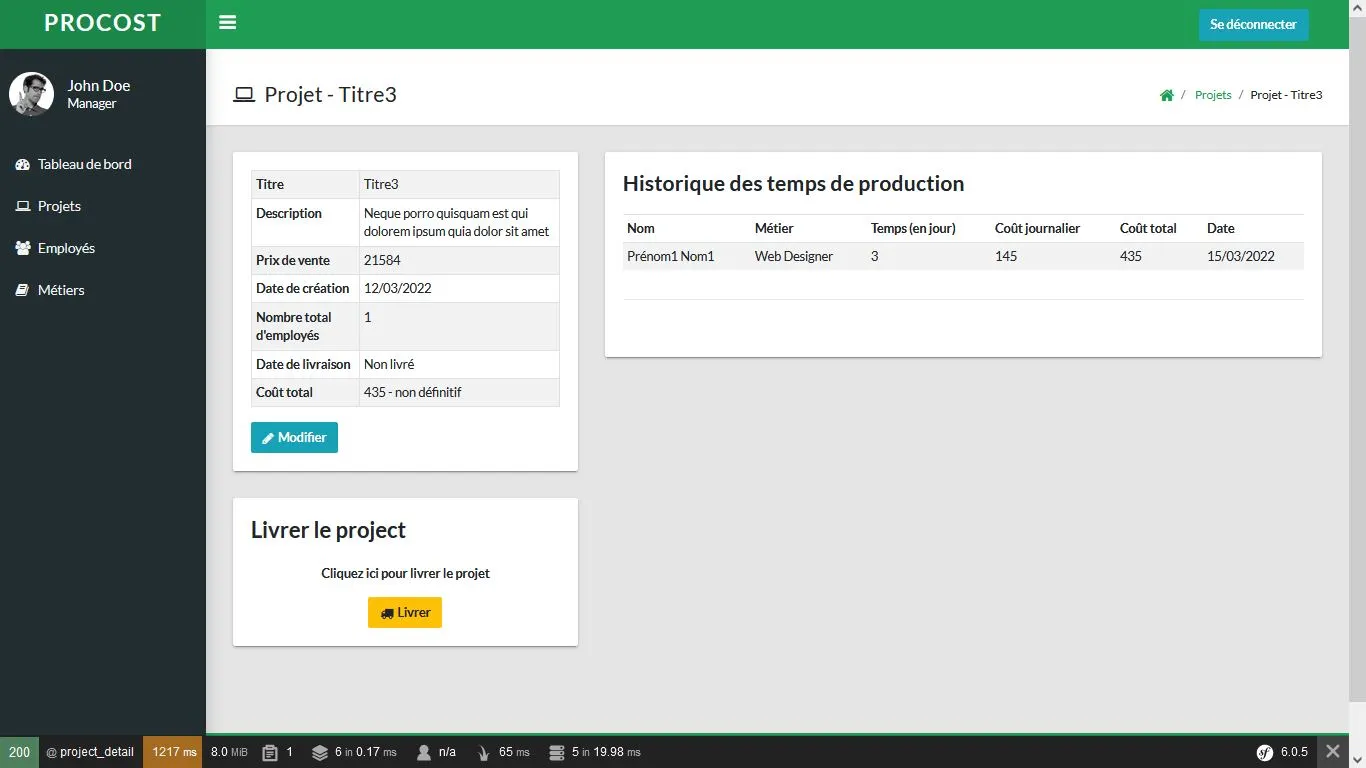 PROCOST
Se déconnecter
John Doe
Manager
Tableau de bord
Projets
Employés
Métiers
Projet - Titre3
/ Projets / Projet - Titre3
Titre Titre3
Description Neque porro quisquam est qui
dolorem ipsum quia dolor sit amet
Prix de vente 21584
Date de création 12/03/2022
Nombre total 1
d'employés
Date de livraison Non livré
Coût total 435 - non définitif
Modifier
Livrer le project
Cliquez ici pour livrer le projet
Livrer
Historique des temps de production
Nom Métier Temps (en jour) Coût journalier Coût total Date
Prénom1 Nom1 Web Designer 3 145 435 15/03/2022
200 @ project_detail 1217 ms 8.0 MiB 1 6 in 0.17 ms n/a 65 ms 5 in 19.98 ms sf 6.0.5